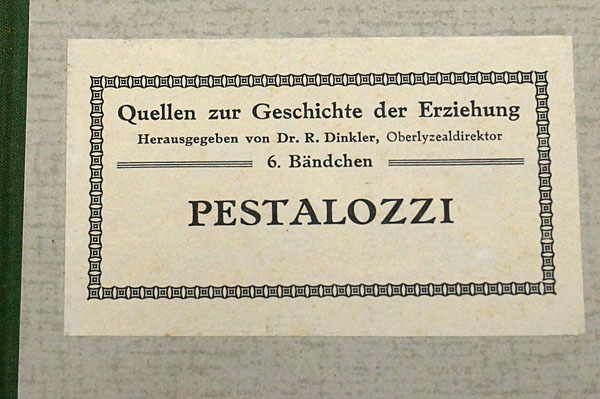 Quellen zur Geschichte der Erziehung
Herausgegeben von Dr. R. Dinkler, Oberlyzealdirektor
6. Bändchen
PESTALOZZI